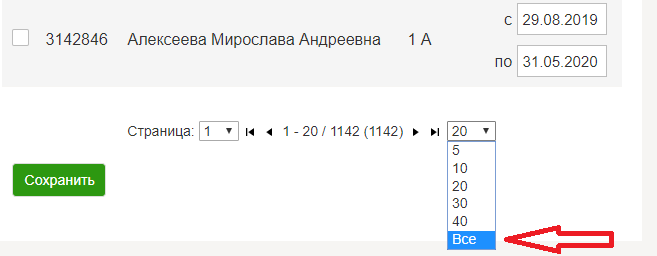 с 29.08.2019
3142846 Алексеева Мирослава Андреевна 1 А
по 31.05.2020
Страница: 1 1 - 20 / 1142 (1142) 20
5
10
20
30
40
Все
Сохранить